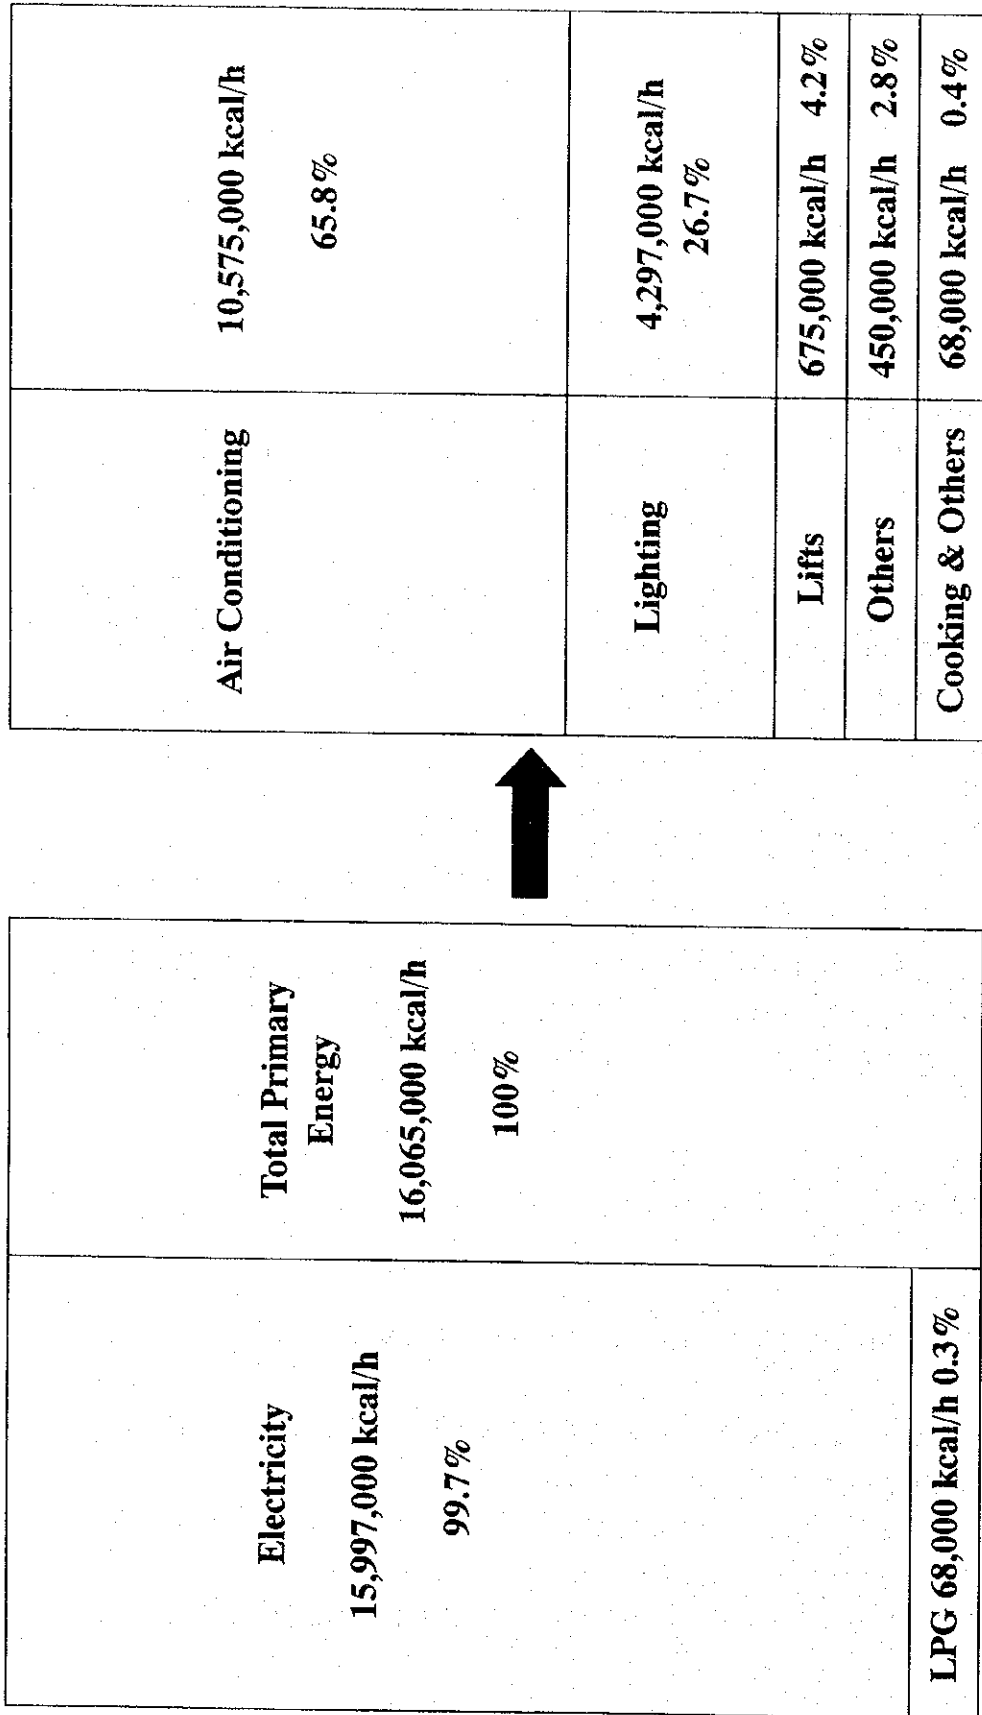 Electricity
15,997,000 kcal/h
99.7%
LPG 68,000 kcal/h 0.3%
Total Primary
Energy
16,065,000 kcal/h
100%
Air Conditioning
10,575,000 kcal/h
65.8%
Lighting
4,297,000 kcal/h
26.7%
Lifts
675,000 kcal/h 4.2%
Others
450,000 kcal/h 2.8%
Cooking & Others
68,000 kcal/h 0.4%